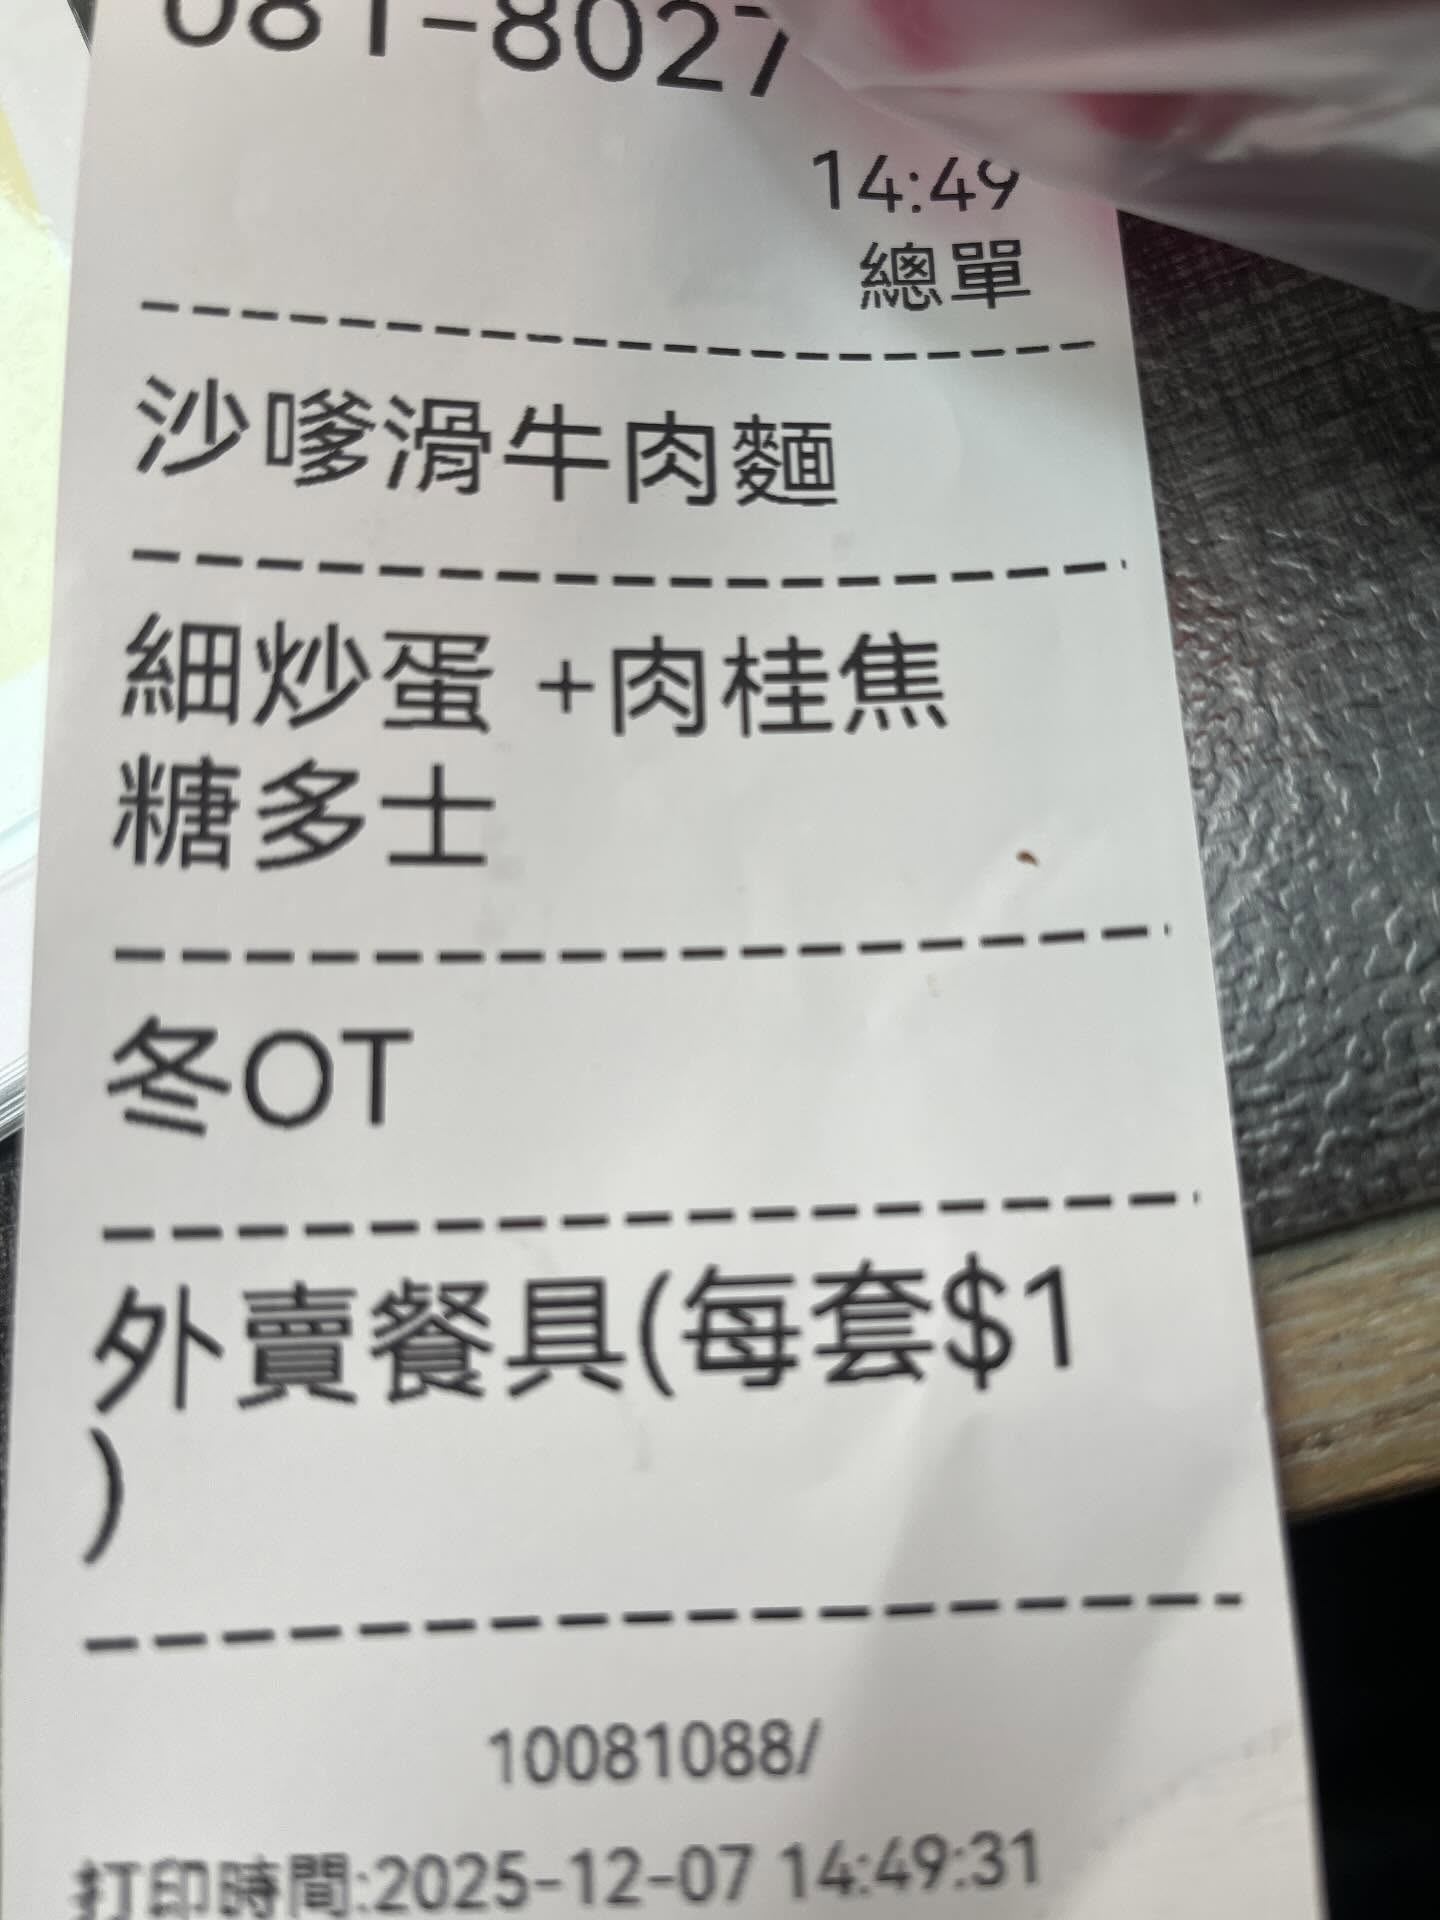 081-8027
14:49
總單
沙嗲滑牛肉麵
細炒蛋 +肉桂焦
糖多士
冬OT
外賣餐具(每套$1
)
10081088/
打印時間:2025-12-07 14:49:31